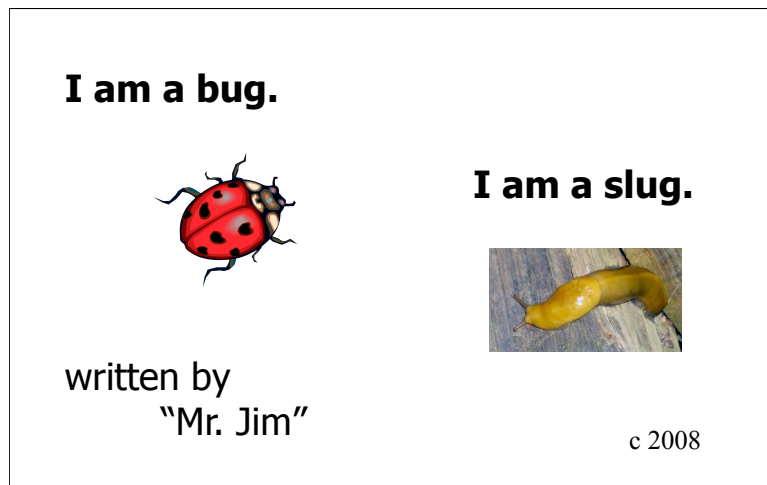 I am a bug.
I am a slug.
written by
“Mr. Jim”
c 2008